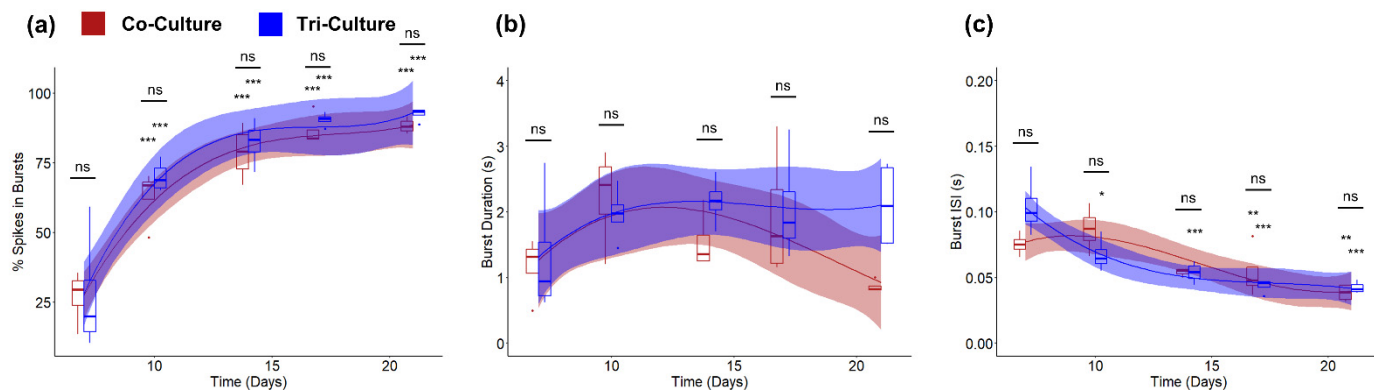 (a)
Co-Culture
Tri-Culture
(b)
(c)
% Spikes in Bursts
100
75
50
25
10
15
20
Time (Days)
ns
ns
***
***
ns
***
***
ns
***
***
ns
***
***
Burst Duration (s)
4
3
2
1
0
10
15
20
Time (Days)
ns
ns
ns
ns
ns
Burst ISI (s)
0.20
0.15
0.10
0.05
0.00
10
15
20
Time (Days)
ns
ns
*
ns
***
ns
**
***
ns
**
***